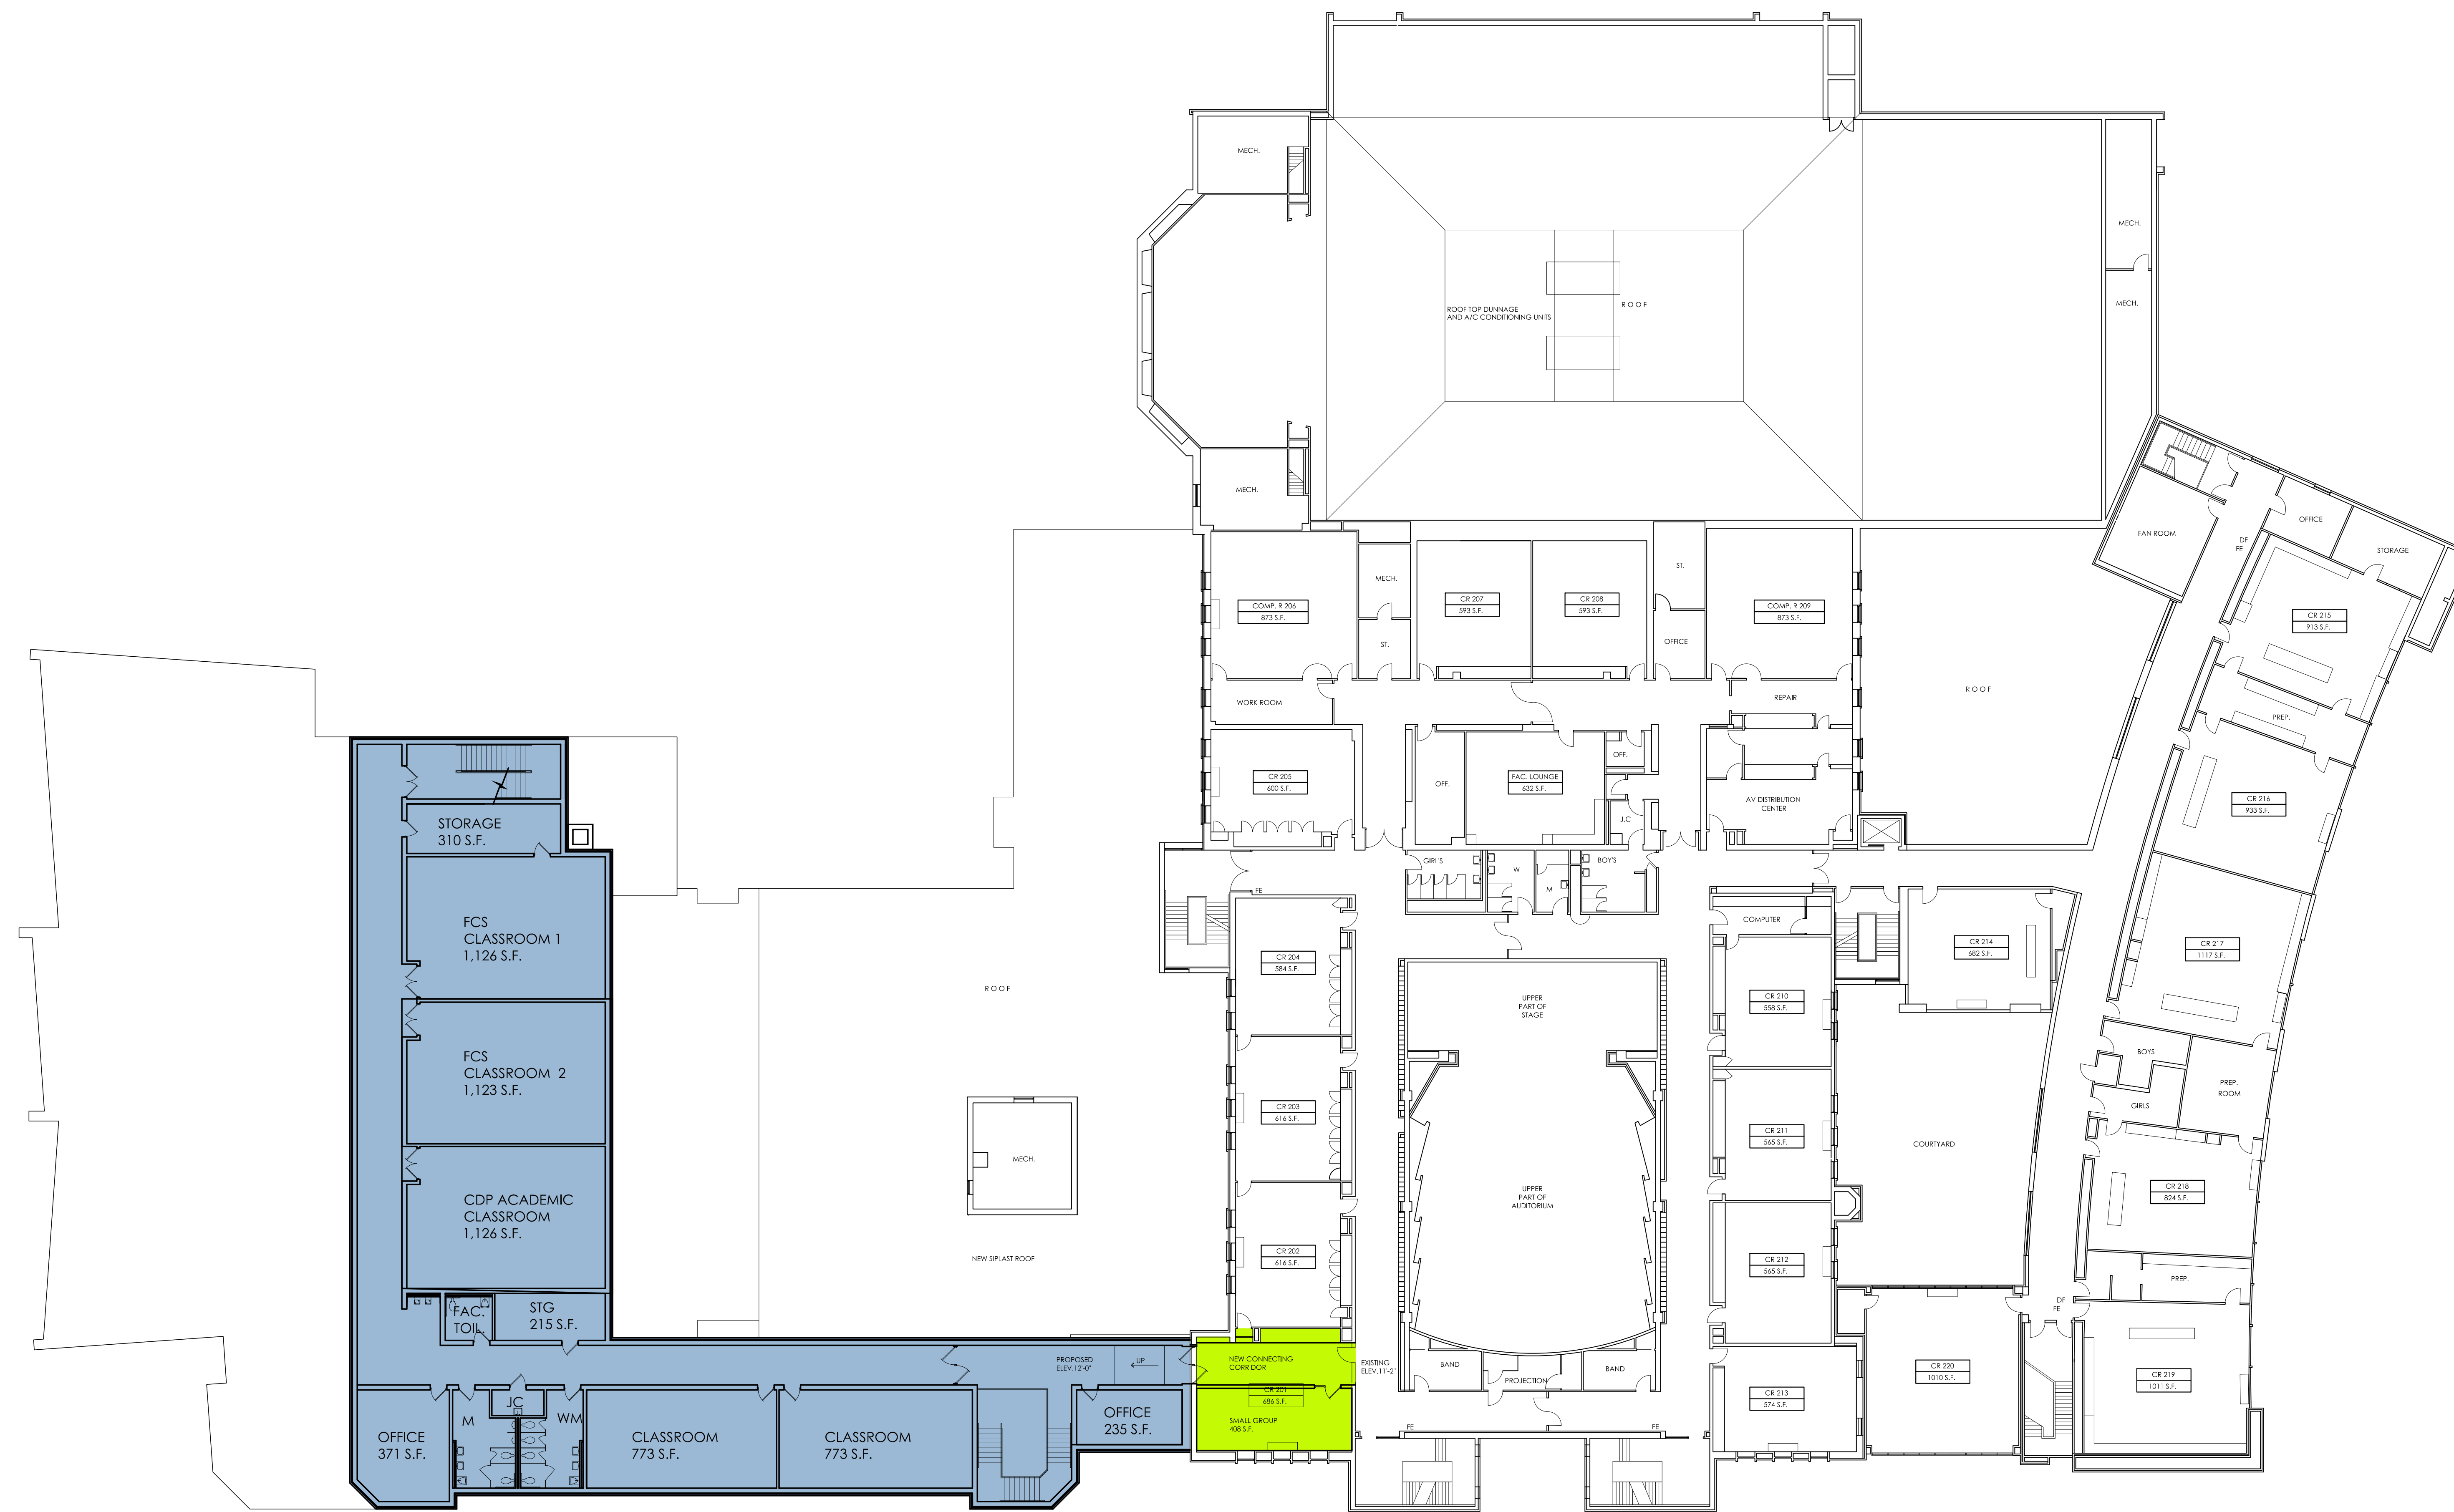 MECH.
MECH.
MECH.
ROOF TOP DUNNAGE
AND A/C CONDITIONING UNITS
R O O F
MECH.
MECH.
OFFICE
STORAGE
FAN ROOM
DF
FE
COMP. R 206
873 S.F.
MECH.
ST.
CR 207
593 S.F.
CR 208
593 S.F.
ST.
OFFICE
COMP. R 209
873 S.F.
CR 215
913 S.F.
WORK ROOM
REPAIR
R O O F
PREP.
CR 205
600 S.F.
OFF.
FAC. LOUNGE
632 S.F.
OFF.
J.C
AV DISTRIBUTION
CENTER
CR 216
933 S.F.
STORAGE
310 S.F.
GIRL'S
W
M
BOY'S
FE
COMPUTER
FCS
CLASSROOM 1
1,126 S.F.
R O O F
CR 204
584 S.F.
UPPER
PART OF
STAGE
CR 210
558 S.F.
CR 214
682 S.F.
CR 217
1117 S.F.
FCS
CLASSROOM 2
1,123 S.F.
MECH.
CR 203
616 S.F.
CR 211
565 S.F.
COURTYARD
BOYS
PREP.
ROOM
GIRLS
CDP ACADEMIC
CLASSROOM
1,126 S.F.
NEW SIPLAST ROOF
CR 202
616 S.F.
UPPER
PART OF
AUDITORIUM
CR 212
565 S.F.
CR 218
824 S.F.
PREP.
DF
FE
FAC.
TOIL.
STG
215 S.F.
PROPOSED
ELEV.12'-0"
UP
NEW CONNECTING
CORRIDOR
EXISTING
ELEV.11'-2"
BAND
PROJECTION
BAND
CR 201
686 S.F.
SMALL GROUP
408 S.F.
CR 213
574 S.F.
CR 220
1010 S.F.
CR 219
1011 S.F.
OFFICE
371 S.F.
M
JC
WM
CLASSROOM
773 S.F.
CLASSROOM
773 S.F.
OFFICE
235 S.F.
FE
FE